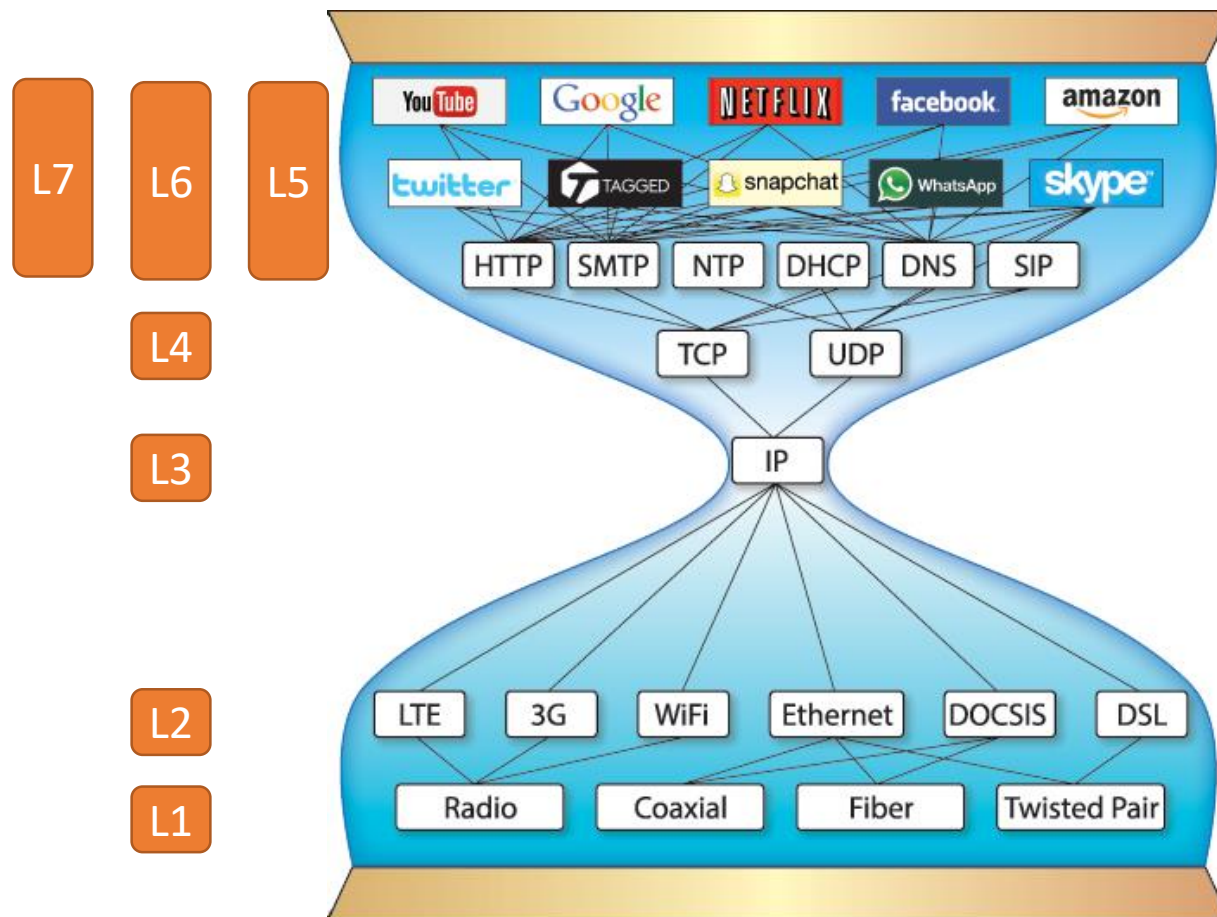 L7
L6
L5
YouTube
Google
NETFLIX
facebook
amazon
twitter
TAGGED
snapchat
WhatsApp
skype
HTTP
SMTP
NTP
DHCP
DNS
SIP
L4
TCP
UDP
L3
IP
L2
LTE
3G
WiFi
Ethernet
DOCSIS
DSL
L1
Radio
Coaxial
Fiber
Twisted Pair